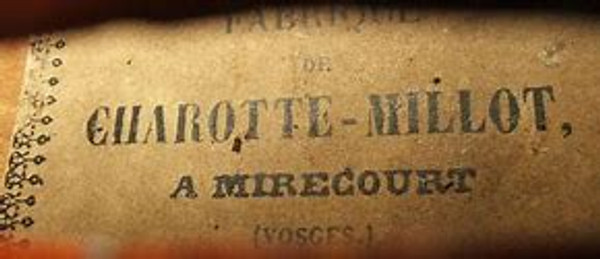 FABRIQUE
DE
CHAROTTE-MILLOT,
A MIRECOURT
(VOSGES.)